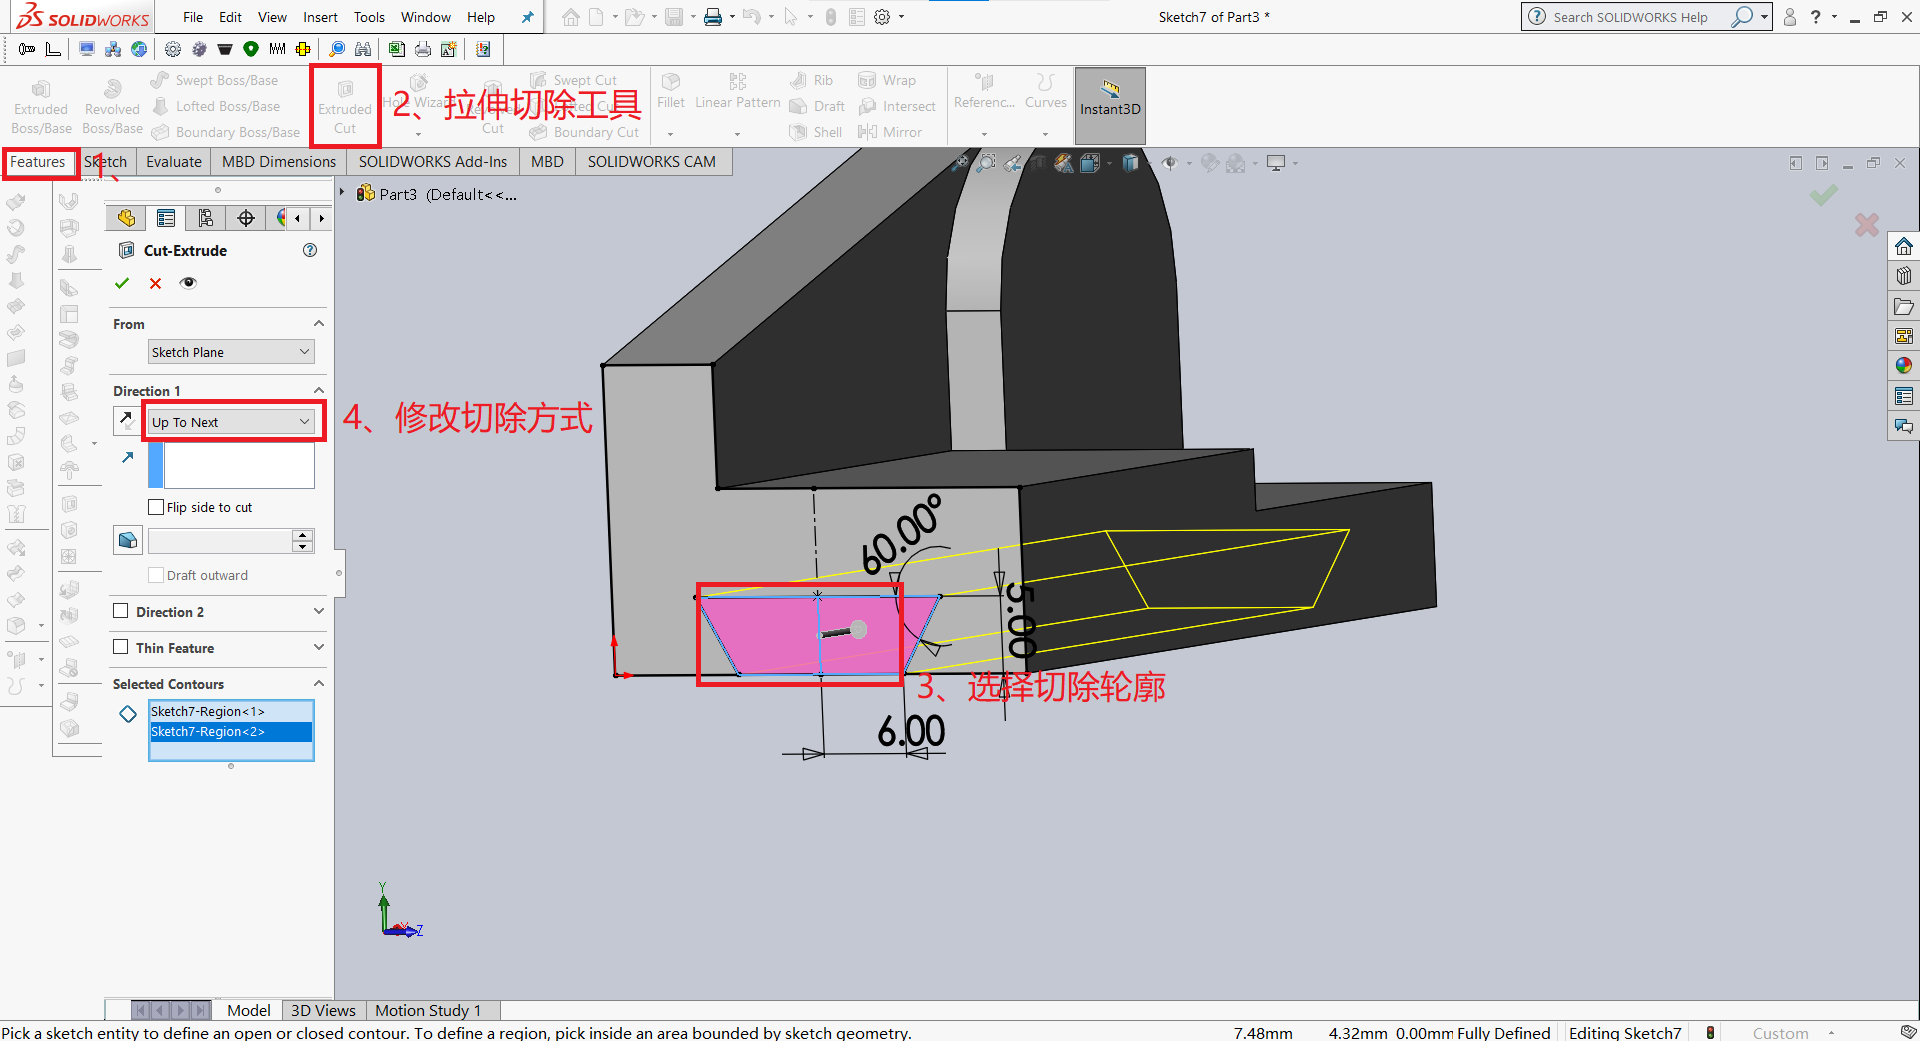 SOLIDWORKS
File Edit View Insert Tools Window Help
Sketch7 of Part3 *
Search SOLIDWORKS Help
Extruded Boss/Base
Revolved Boss/Base
Swept Boss/Base
Lofted Boss/Base
Boundary Boss/Base
Extruded Cut
Hole Wizard
Cut
Swept Cut
Boundary Cut
2、拉伸切除工具
Fillet
Linear Pattern
Rib
Draft
Shell
Wrap
Intersect
Mirror
Referenc...
Curves
Instant3D
Features
1、
Sketch
Evaluate
MBD Dimensions
SOLIDWORKS Add-Ins
MBD
SOLIDWORKS CAM
Part3 (Default<<...
Cut-Extrude
From
Sketch Plane
Direction 1
Up To Next
4、修改切除方式
Flip side to cut
Draft outward
Direction 2
Thin Feature
Selected Contours
Sketch7-Region<1>
Sketch7-Region<2>
60.00°
5.00
3、选择切除轮廓
6.00
Y
Z
Model
3D Views
Motion Study 1
Pick a sketch entity to define an open or closed contour. To define a region, pick inside an area bounded by sketch geometry.
7.48mm 4.32mm 0.00mm Fully Defined Editing Sketch7 Custom